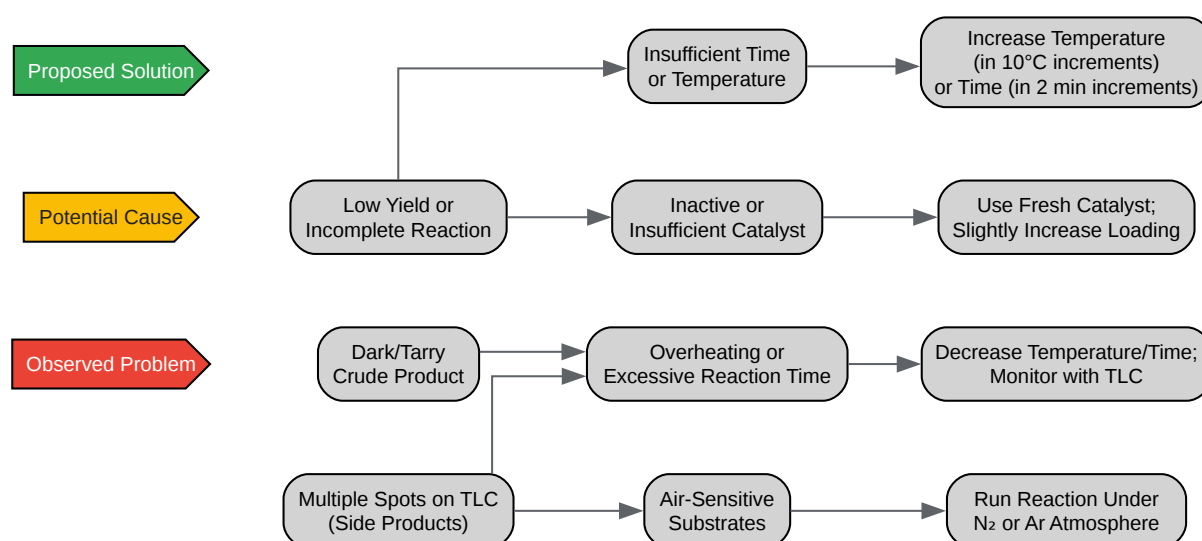 Proposed Solution
Insufficient Time
or Temperature
Increase Temperature
(in 10°C increments)
or Time (in 2 min increments)
Potential Cause
Low Yield or
Incomplete Reaction
Inactive or
Insufficient Catalyst
Use Fresh Catalyst;
Slightly Increase Loading
Observed Problem
Dark/Tarry
Crude Product
Overheating or
Excessive Reaction Time
Decrease Temperature/Time;
Monitor with TLC
Multiple Spots on TLC
(Side Products)
Air-Sensitive
Substrates
Run Reaction Under
N₂ or Ar Atmosphere